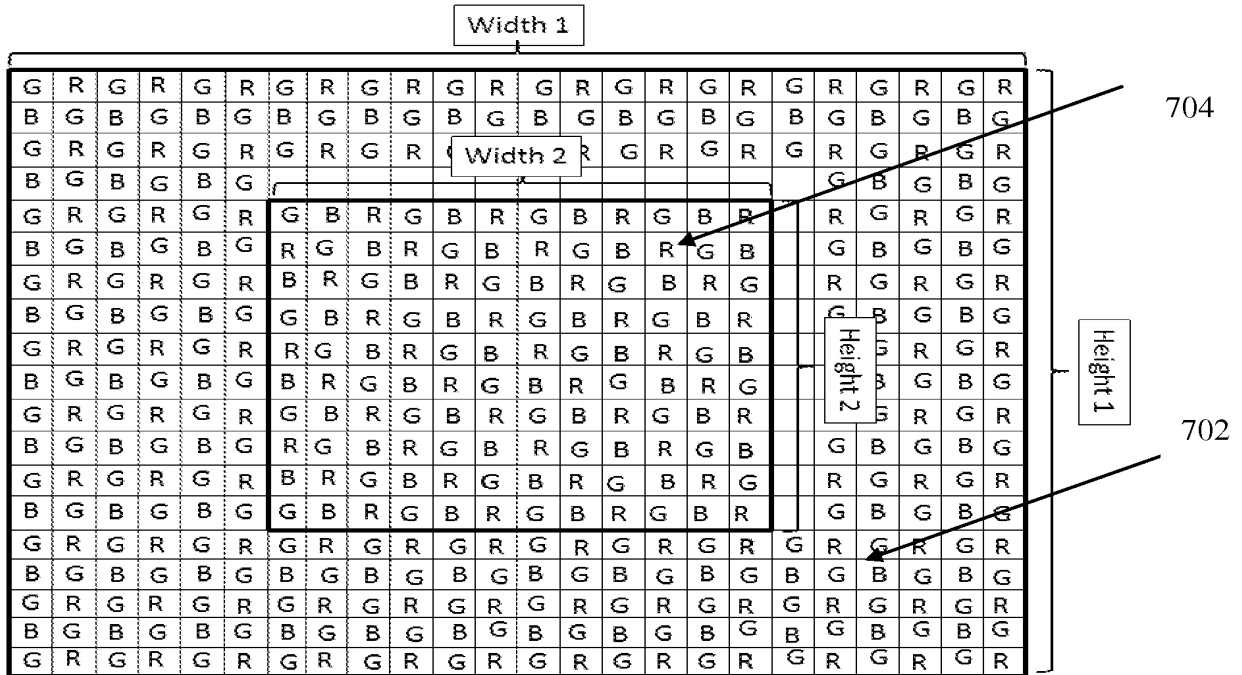 Width 1
G R G R G R G R G R G R G R G R G R G R G R G R
B G B G B G B G B G B G B G B G B G B G B G B G
704
G R G R G R G R G R Width 2 R G R G R G R G R G R
B G B G B G G B G B G
G R G R G R G B R G B R G B R G B R R G R G R
B G B G B G R G B R G B R G B R G B G B G B G
G R G R G R B R G B R G B R G B R G R G R G R
B G B G B G G B R G B R G B R G B R G B G B G
G R G R G R R G B R G B R G B R G B G R G R
B G B G B G B R G B R G B R G B R G B G B G
G R G R G R G B R G B R G B R G B R G R G R
Height 2
Height 1
702
B G B G B G R G B R G B R G B R G B G B G B G
G R G R G R B R G B R G B R G B R G R G R G R
B G B G B G G B R G B R G B R G B R G B G B G
G R G R G R G R G R G R G R G R G R G R G R G R
B G B G B G B G B G B G B G B G B G B G B G B G
G R G R G R G R G R G R G R G R G R G R G R G R
B G B G B G B G B G B G B G B G B G B G B G B G
G R G R G R G R G R G R G R G R G R G R G R G R